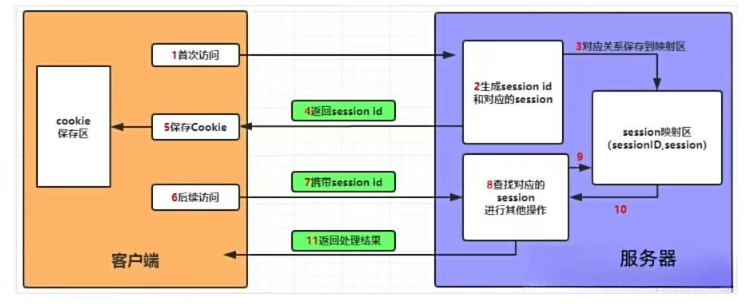 1首次访问
3对应关系保存到映射区
2生成session id
和对应的session
4返回session id
cookie
保存区
5保存Cookie
session映射区
(sessionID,session)
9
7携带session id
8查找对应的
session
进行其他操作
6后续访问
10
11返回处理结果
客户端
服务器